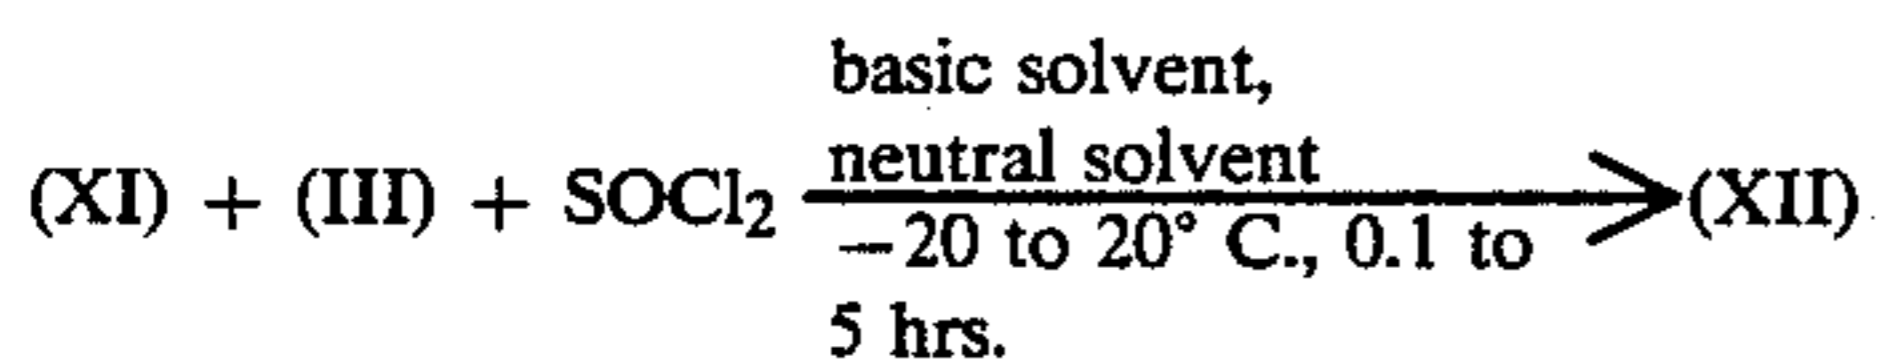 basic solvent,
neutral solvent
(XI) + (III) + SOCl₂ ⟶ (XII)
−20 to 20° C., 0.1 to
5 hrs.